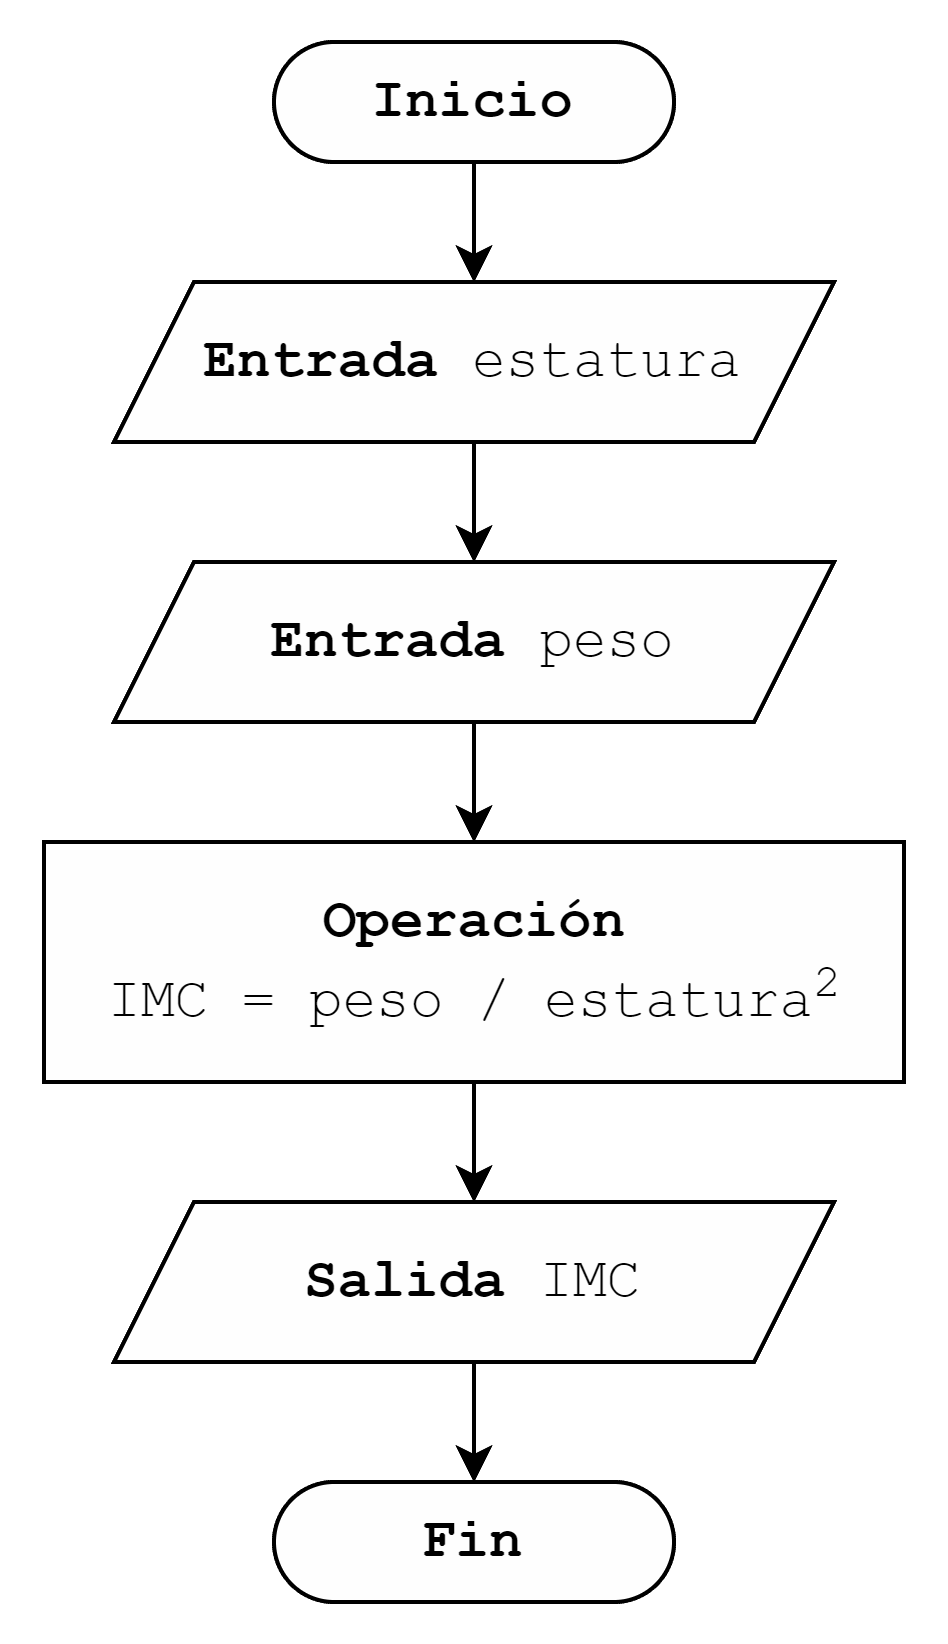 Inicio
Entrada estatura
Entrada peso
Operación
IMC = peso / estatura²
Salida IMC
Fin